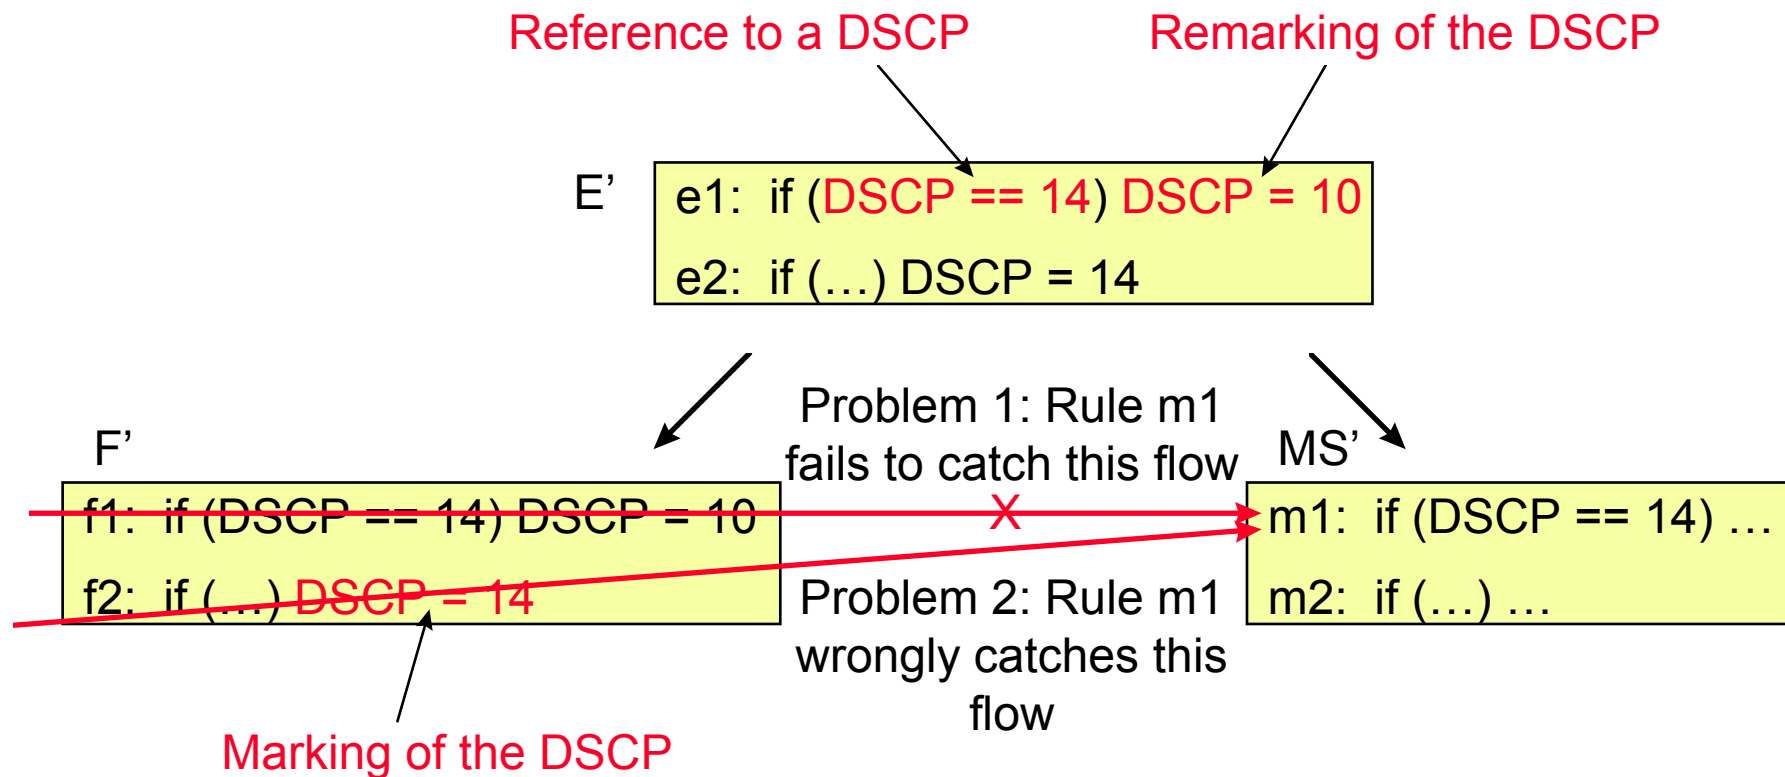 Reference to a DSCP
Remarking of the DSCP
E’
e1: if (DSCP == 14) DSCP = 10
e2: if (…) DSCP = 14
Problem 1: Rule m1
fails to catch this flow
F’
MS’
f1: if (DSCP == 14) DSCP = 10
X
m1: if (DSCP == 14) …
f2: if (…) DSCP = 14
Problem 2: Rule m1
wrongly catches this
flow
m2: if (…) …
Marking of the DSCP